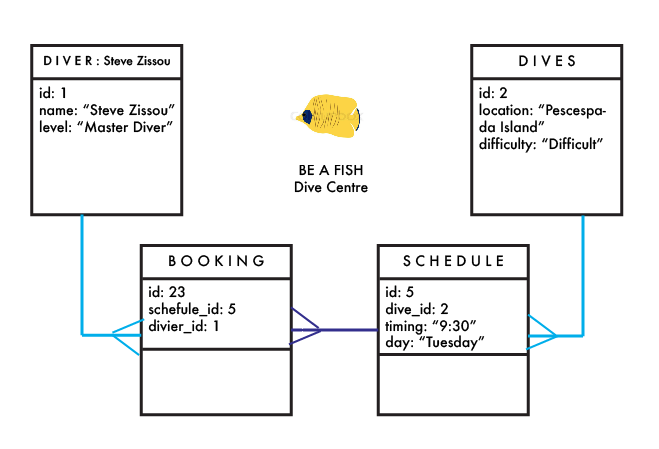 DIVER: Steve Zissou
id: 1
name: “Steve Zissou”
level: “Master Diver”
BE A FISH
Dive Centre
DIVES
id: 2
location: “Pescespa-
da Island”
difficulty: “Difficult”
BOOKING
id: 23
schefule_id: 5
divier_id: 1
SCHEDULE
id: 5
dive_id: 2
timing: “9:30”
day: “Tuesday”